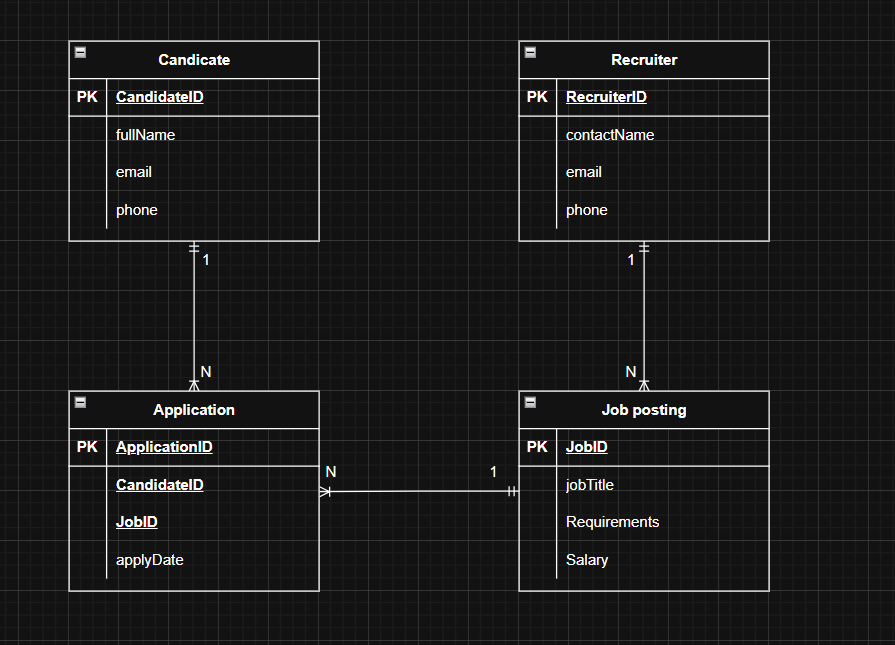 Candicate
PK CandidateID
fullName
email
phone
Recruiter
PK RecruiterID
contactName
email
phone
1
1
N
N
Application
PK ApplicationID
CandidateID
JobID
applyDate
N
1
Job posting
PK JobID
jobTitle
Requirements
Salary